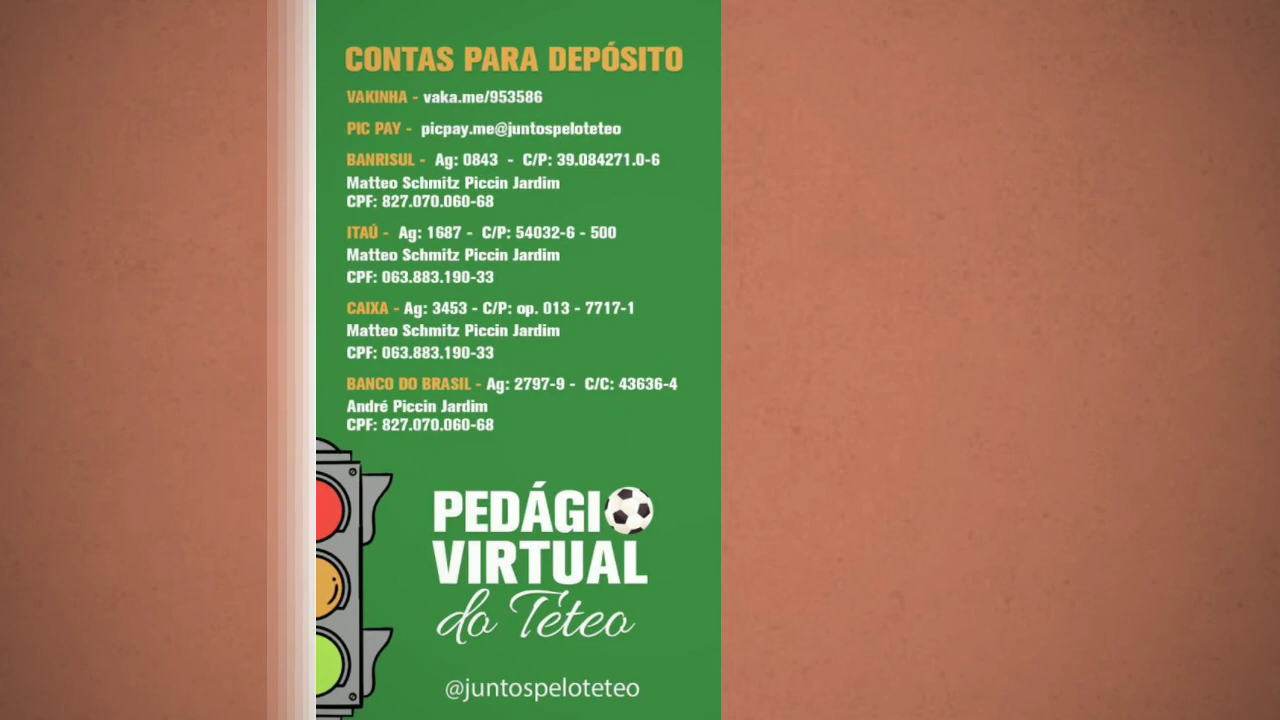 CONTAS PARA DEPÓSITO
VAKINHA - vaka.me/953586
PIC PAY - picpay.me@juntospeloteteo
BANRISUL - Ag: 0843 - C/P: 39.084271.0-6
Matteo Schmitz Piccin Jardim
CPF: 827.070.060-68
ITAÚ - Ag: 1687 - C/P: 54032-6 - 500
Matteo Schmitz Piccin Jardim
CPF: 063.883.190-33
CAIXA - Ag: 3453 - C/P: op. 013 - 7717-1
Matteo Schmitz Piccin Jardim
CPF: 063.883.190-33
BANCO DO BRASIL - Ag: 2797-9 - C/C: 43636-4
André Piccin Jardim
CPF: 827.070.060-68
PEDÁGIO
VIRTUAL
do Teteo
@juntospeloteteo